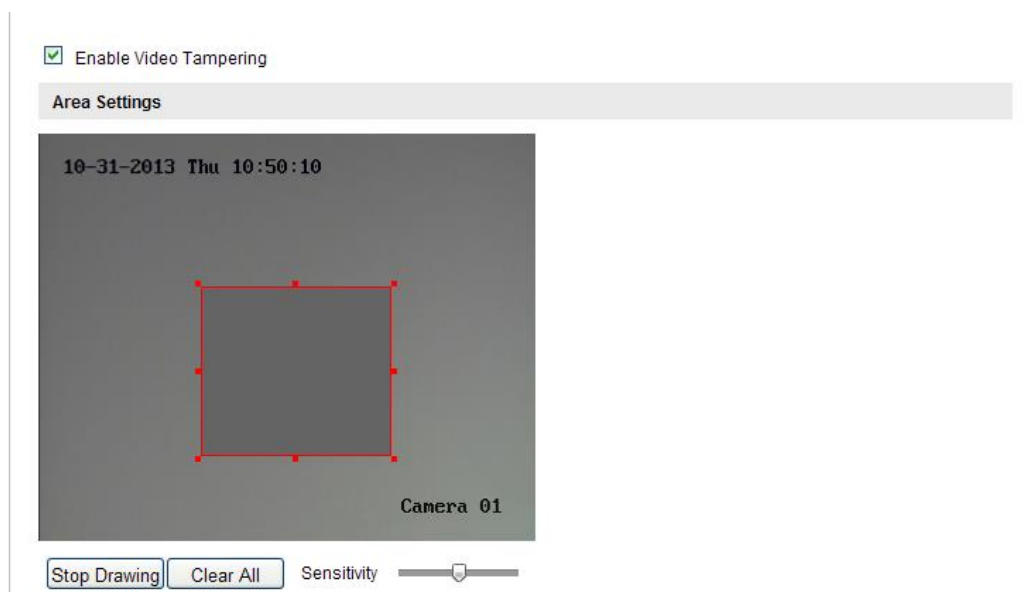 Enable Video Tampering
Area Settings
10-31-2013 Thu 10:50:10
Camera 01
Stop Drawing Clear All Sensitivity